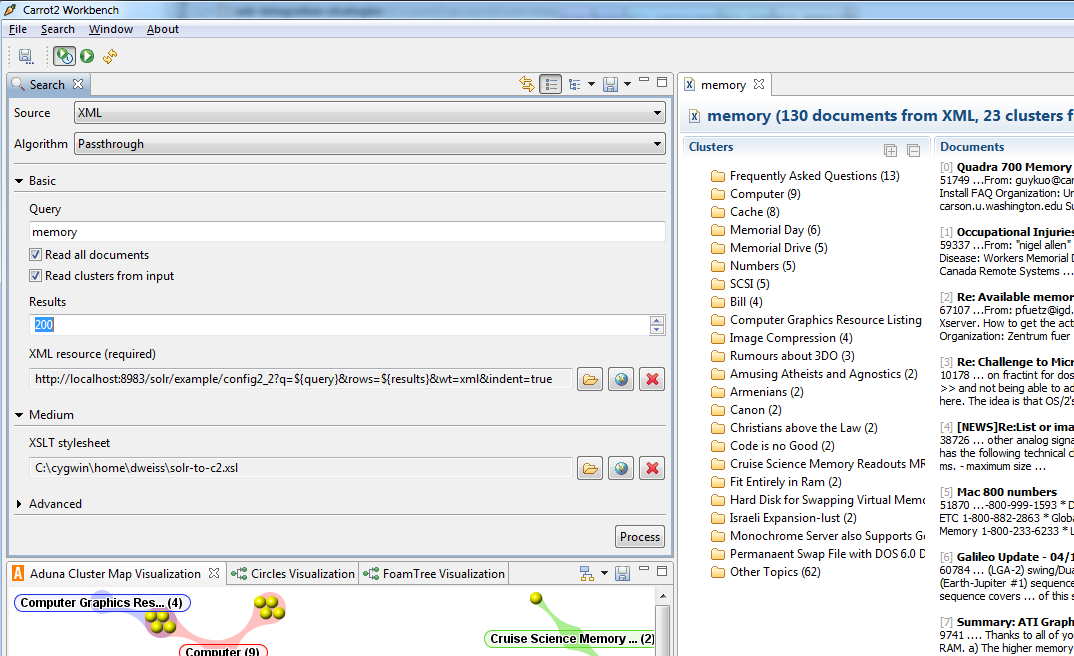 Carrot2 Workbench
File Search Window About
Search
Source XML
Algorithm Passthrough
Basic
Query
memory
Read all documents
Read clusters from input
Results
200
XML resource (required)
http://localhost:8983/solr/example/config2_2?q=${query}&rows=${results}&wt=xml&indent=true
Medium
XSLT stylesheet
C:\cygwin\home\dweiss\solr-to-c2.xsl
Advanced
Process
Aduna Cluster Map Visualization Circles Visualization FoamTree Visualization
Computer Graphics Res... (4)
Computer (9)
Cruise Science Memory ... (2)
memory
memory (130 documents from XML, 23 clusters f
Clusters
Frequently Asked Questions (13)
Computer (9)
Cache (8)
Memorial Day (6)
Memorial Drive (5)
Numbers (5)
SCSI (5)
Bill (4)
Computer Graphics Resource Listing
Image Compression (4)
Rumours about 3DO (3)
Amusing Atheists and Agnostics (2)
Armenians (2)
Canon (2)
Christians above the Law (2)
Code is no Good (2)
Cruise Science Memory Readouts MR
Fit Entirely in Ram (2)
Hard Disk for Swapping Virtual Memo
Israeli Expansion-lust (2)
Monochrome Server also Supports Ge
Permanaent Swap File with DOS 6.0 D
Other Topics (62)
Documents
[0] Quadra 700 Memory
51749 ...From: guykuo@car
Install FAQ Organization: Un
carson.u.washington.edu Su
[1] Occupational Injuries
59337 ...From: "nigel allen"
Disease: Workers Memorial D
Canada Remote Systems ...
[2] Re: Available memor
67107 ...From: pfuetz@igd.
Xserver. How to get the act
Organization: Zentrum fuer
[3] Re: Challenge to Micr
10178 ... on fractint for dos
>> and not being able to ad
here. The idea is that OS/2's
[4] [NEWS]Re:List or ima
38726 ... other analog signa
has the following technical c
ms. - maximum size ...
[5] Mac 800 numbers
51870 ...-800-999-1593 * D
ETC 1-800-882-2863 * Globa
Memory 1-800-233-6233 * L
[6] Galileo Update - 04/1
60784 ... (LGA-2) swing/Dua
(Earth-Jupiter #1) sequence
sequence covers ... of this s
[7] Summary: ATI Graph
9741 .... Thanks to all of yo
RAM. a) The higher memory